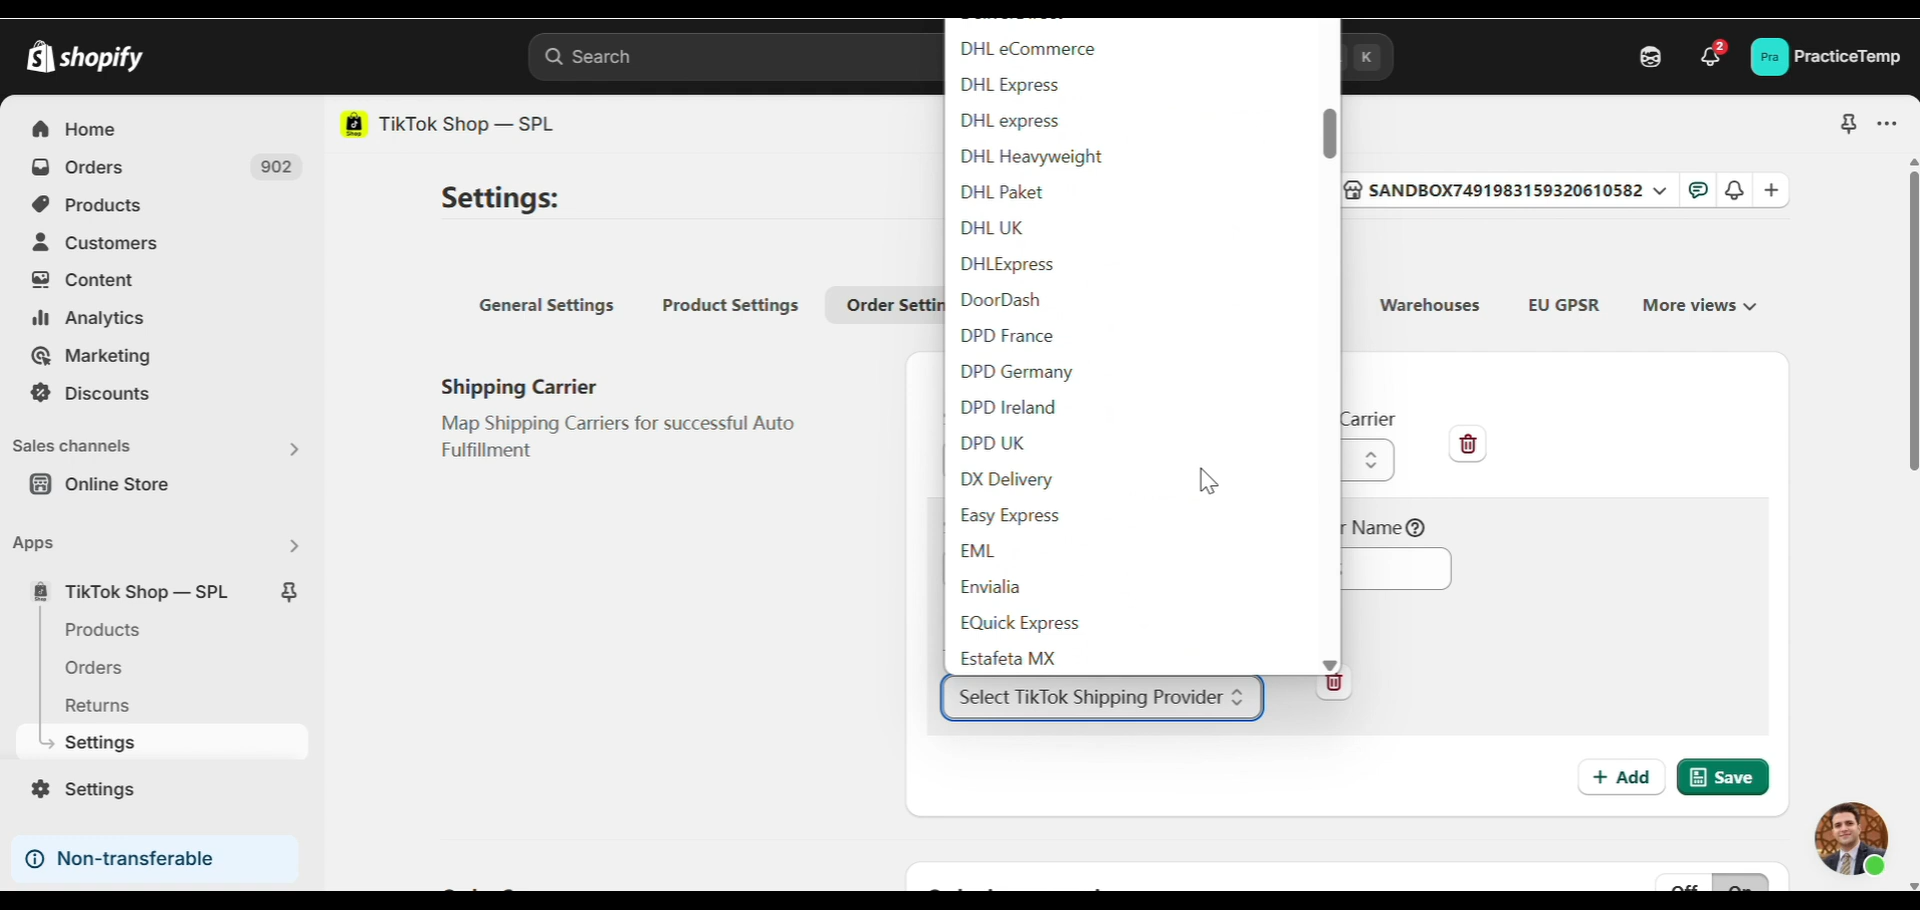 shopify
Search
K
2
Pra
PracticeTemp
Home
Orders
902
Products
Customers
Content
Analytics
Marketing
Discounts
Sales channels
Online Store
Apps
TikTok Shop — SPL
Products
Orders
Returns
Settings
Settings
Non-transferable
TikTok Shop — SPL
Settings:
SANDBOX7491983159320610582
General Settings
Product Settings
Order Settin
Warehouses
EU GPSR
More views
Shipping Carrier
Map Shipping Carriers for successful Auto
Fulfillment
DHL eCommerce
DHL Express
DHL express
DHL Heavyweight
DHL Paket
DHL UK
DHLExpress
DoorDash
DPD France
DPD Germany
DPD Ireland
DPD UK
DX Delivery
Easy Express
EML
Envialia
EQuick Express
Estafeta MX
Carrier
r Name
Select TikTok Shipping Provider
+ Add
Save
Off
On